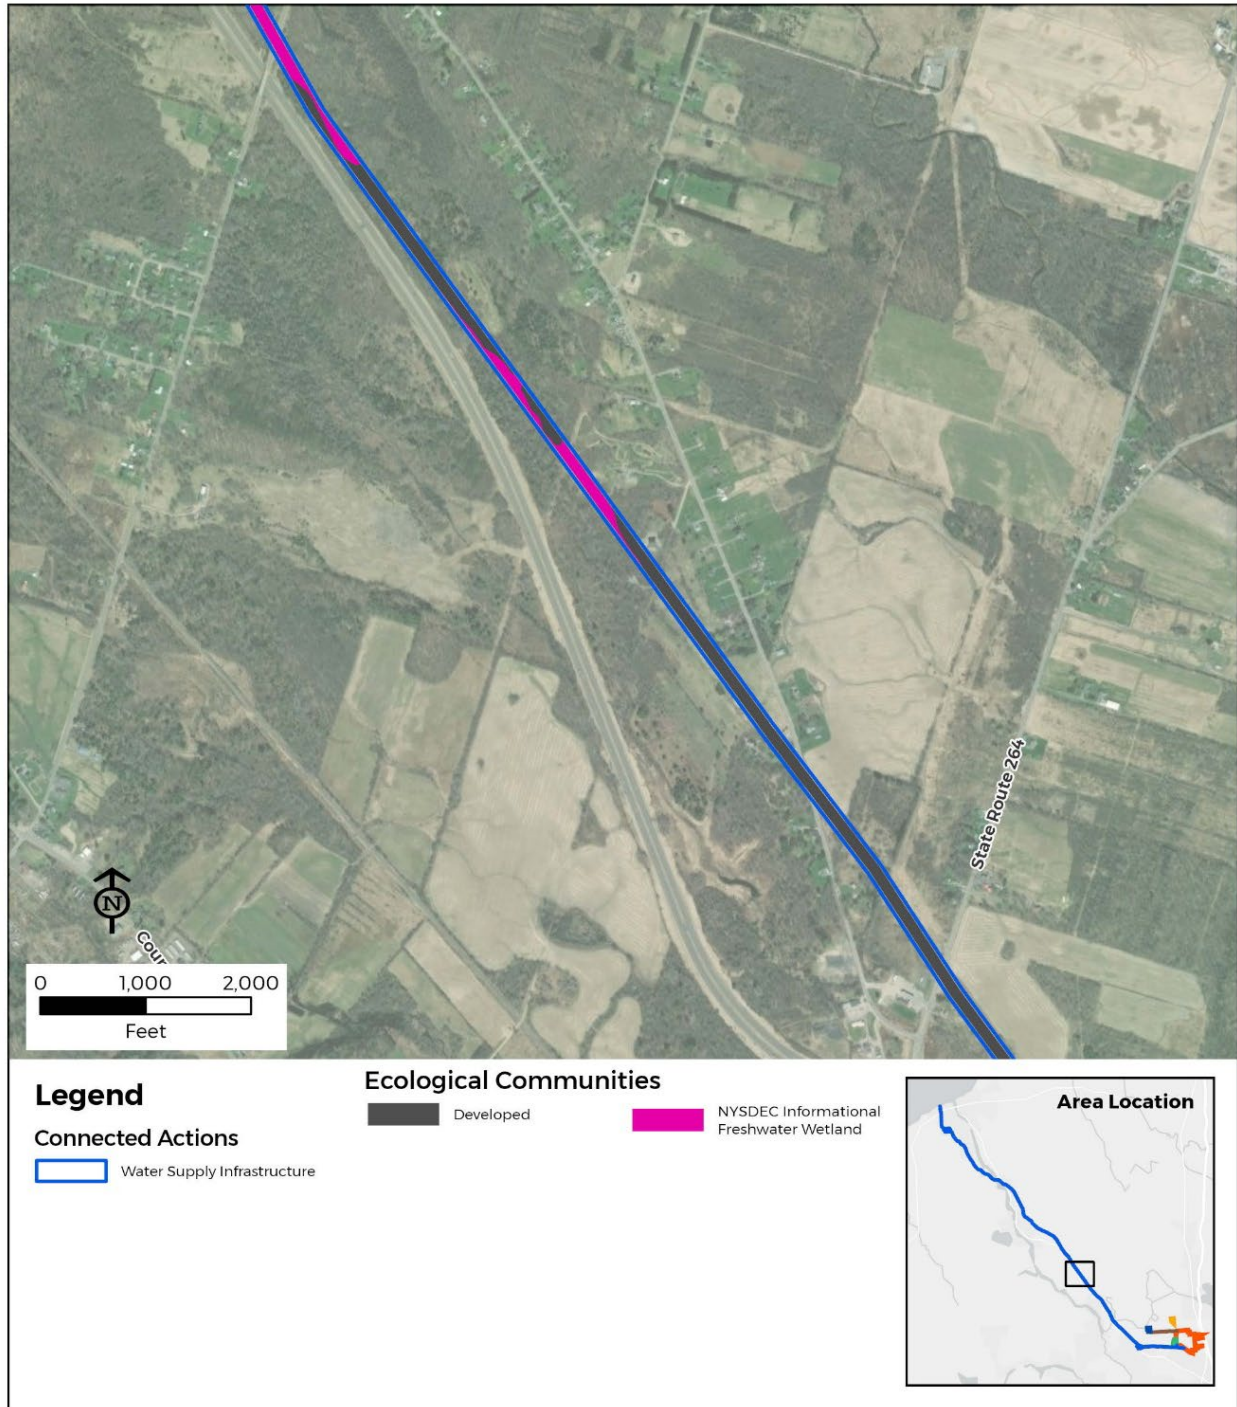 State Route 264
N
Coun
0 1,000 2,000
Feet
Legend
Connected Actions
Water Supply Infrastructure
Ecological Communities
Developed
NYSDEC Informational
Freshwater Wetland
Area Location